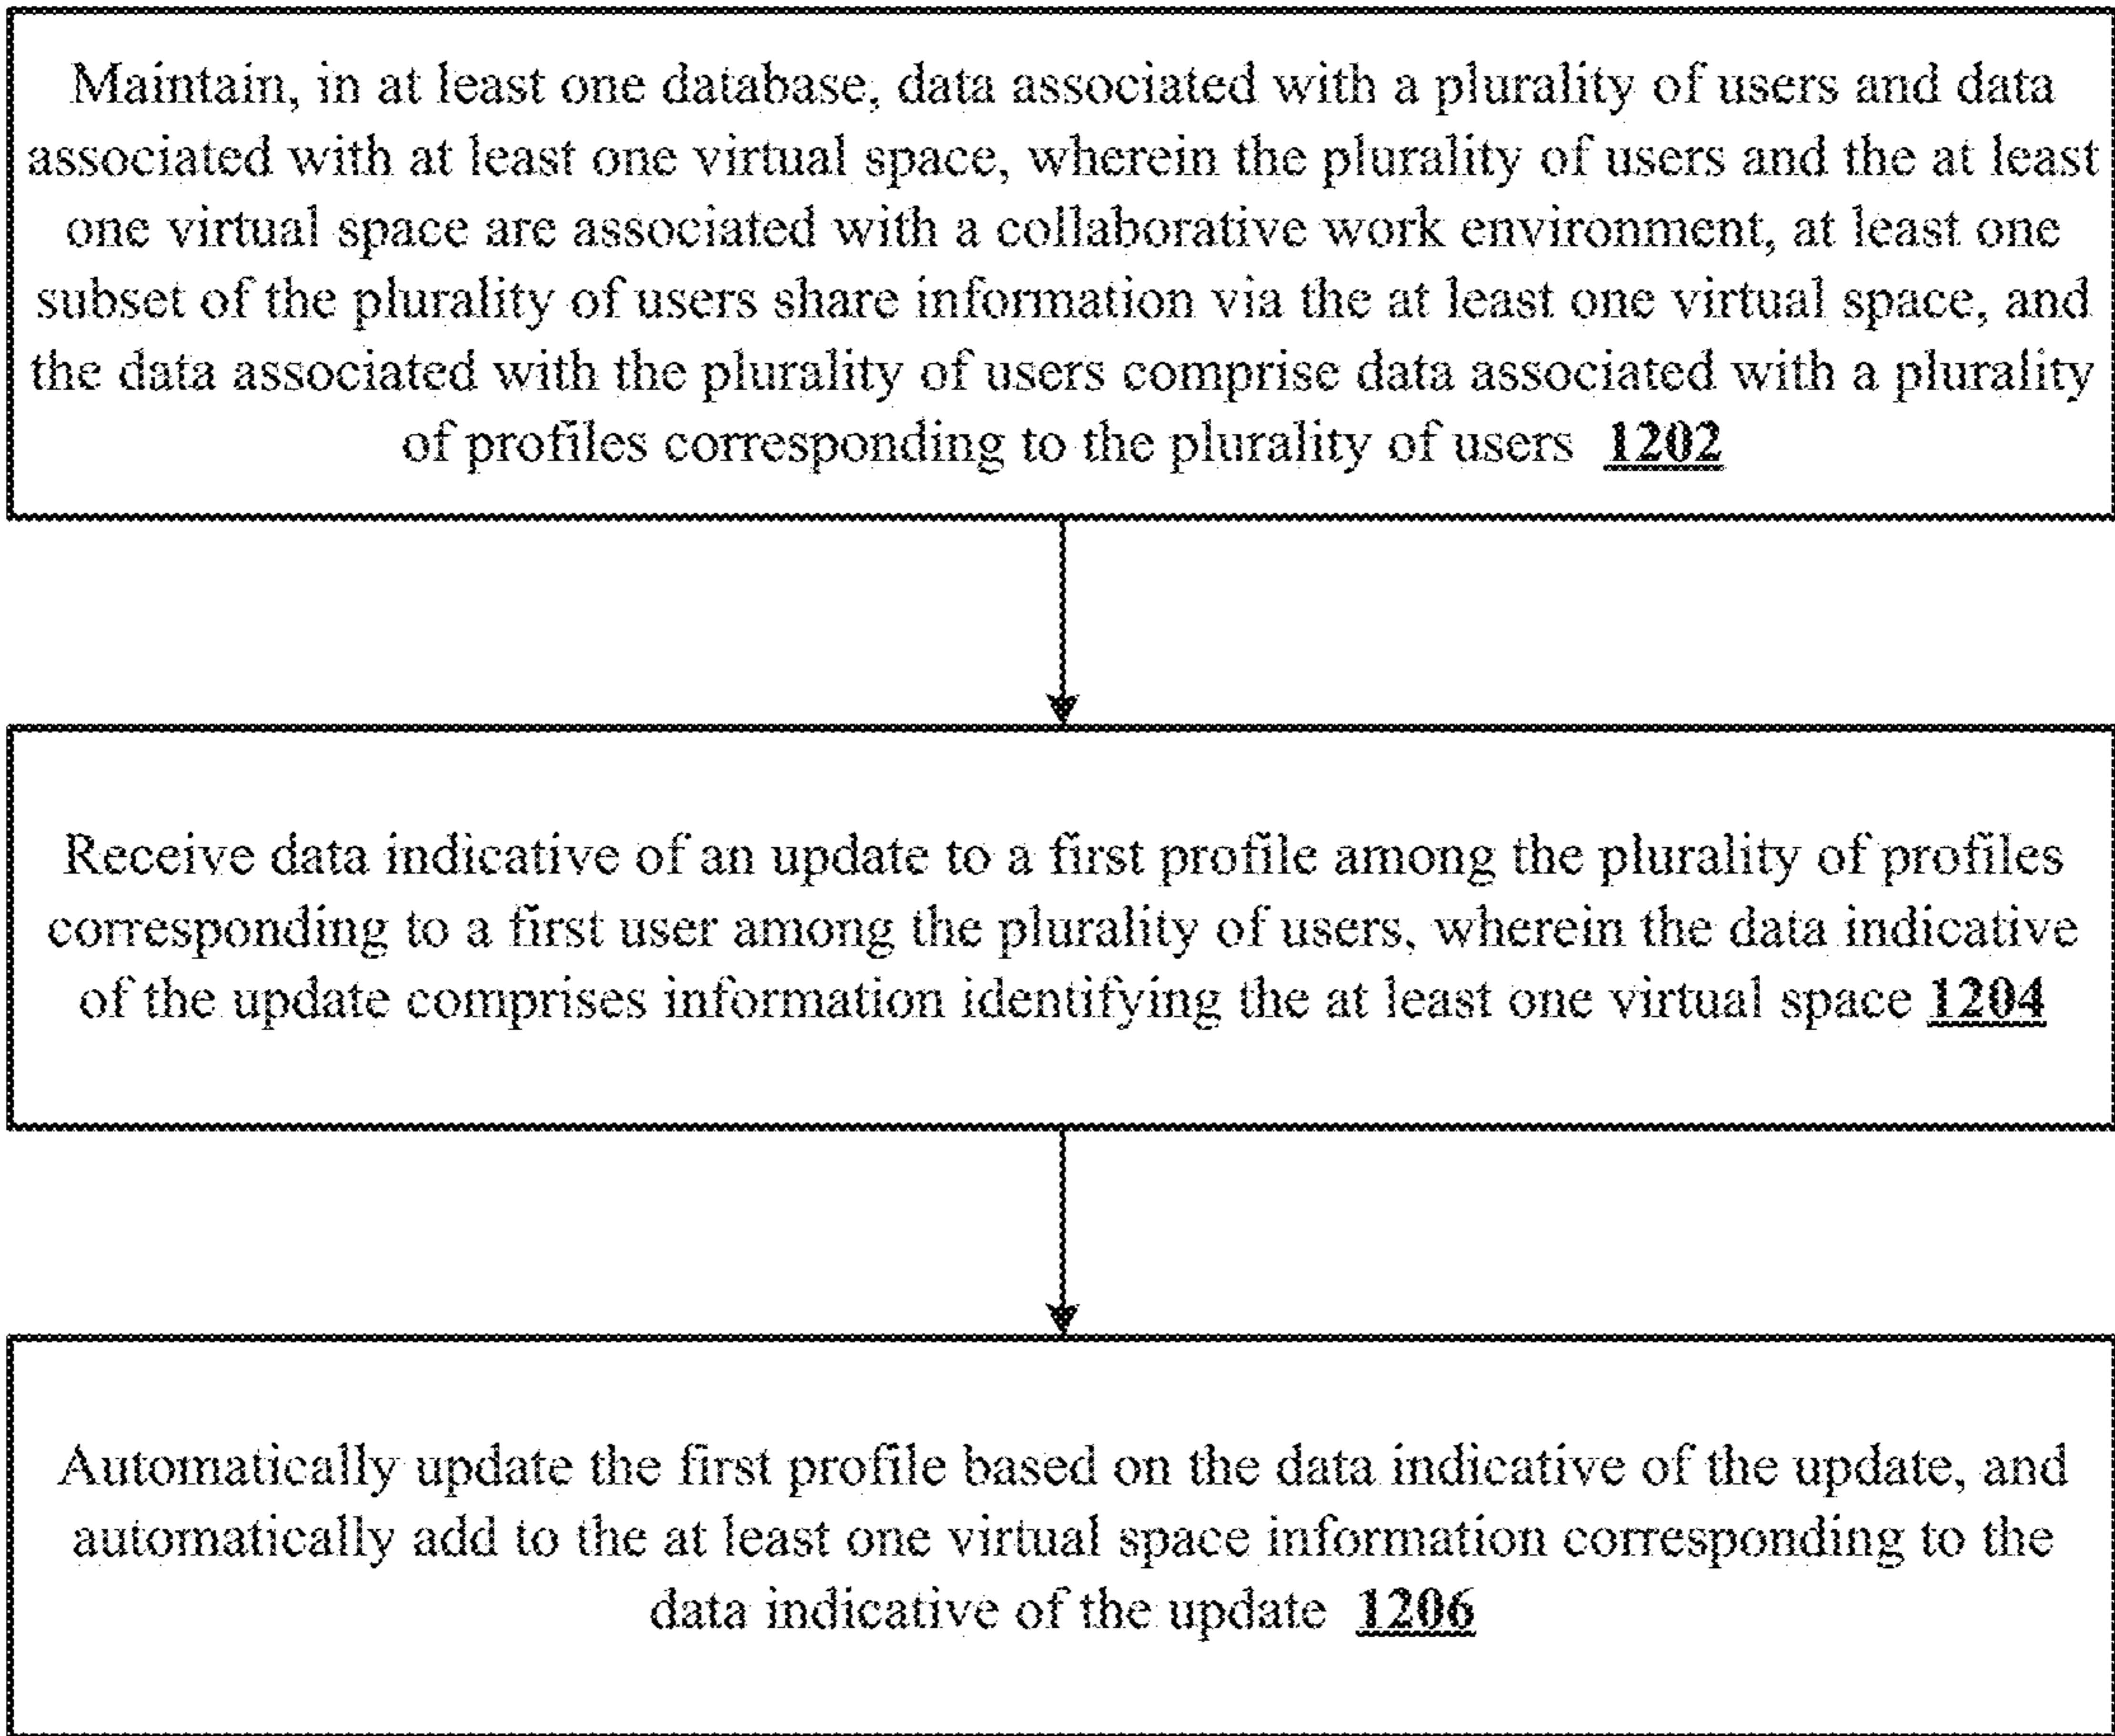 Maintain, in at least one database, data associated with a plurality of users and data
associated with at least one virtual space, wherein the plurality of users and the at least
one virtual space are associated with a collaborative work environment, at least one
subset of the plurality of users share information via the at least one virtual space, and
the data associated with the plurality of users comprise data associated with a plurality
of profiles corresponding to the plurality of users 1202
Receive data indicative of an update to a first profile among the plurality of profiles
corresponding to a first user among the plurality of users, wherein the data indicative
of the update comprises information identifying the at least one virtual space 1204
Automatically update the first profile based on the data indicative of the update, and
automatically add to the at least one virtual space information corresponding to the
data indicative of the update 1206